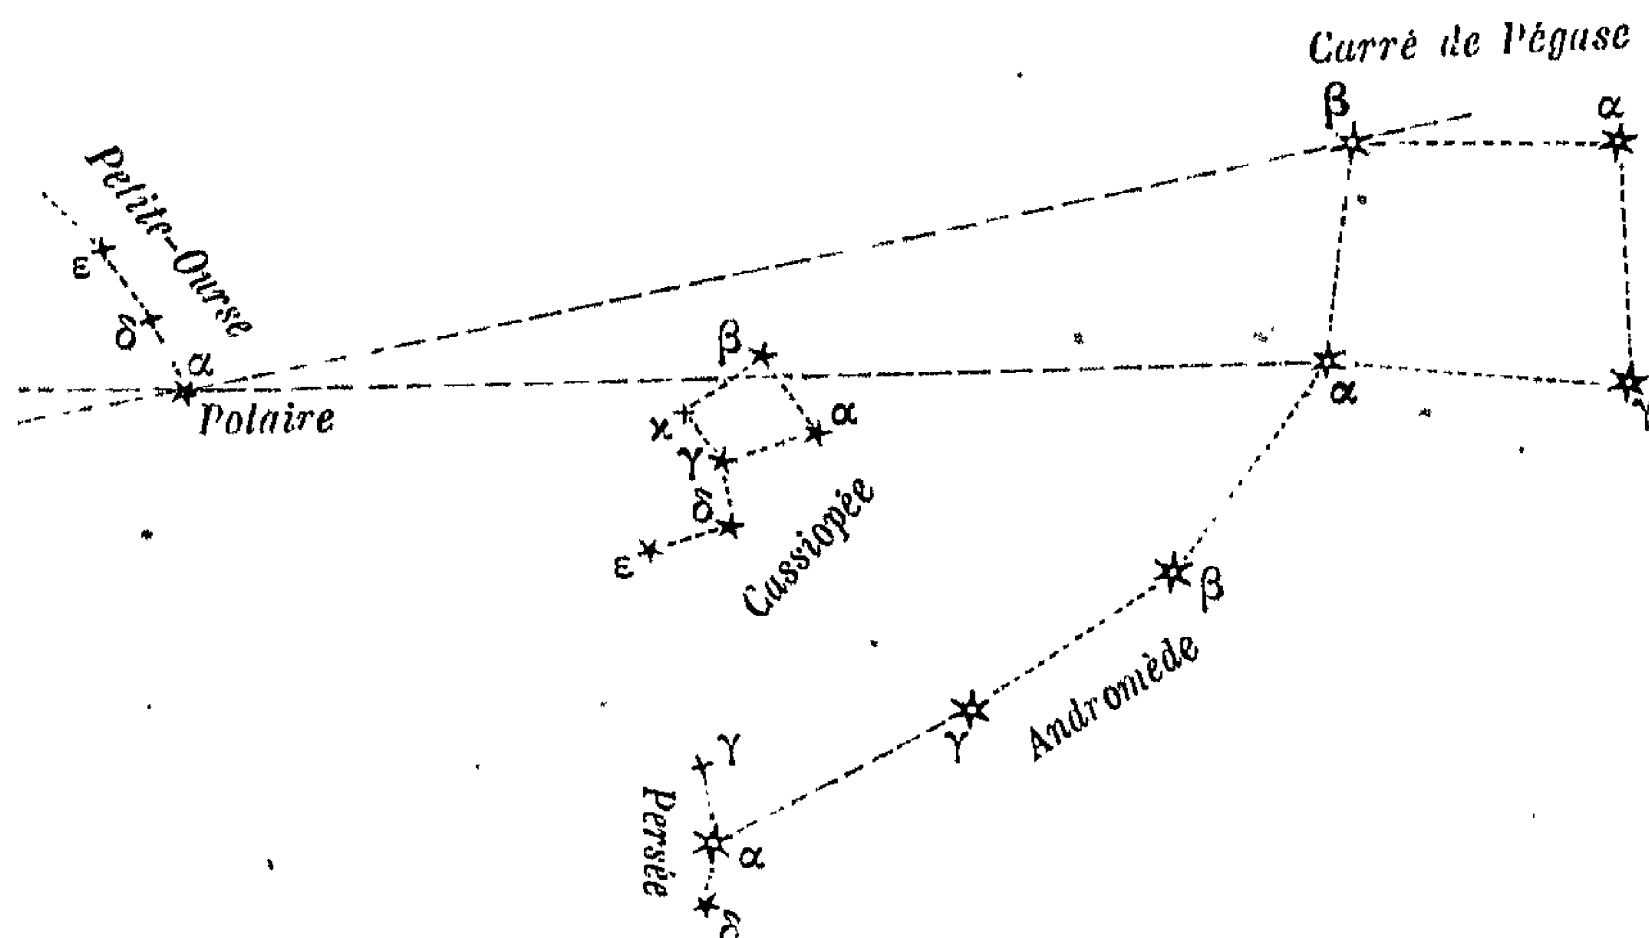 Carré de Pégase
β
α
Petite-Ourse
ε
δ
α
Polaire
β
κ
α
γ
δ
ε
Cassiopée
α
γ
β
Andromède
γ
γ
Persée
α
δ